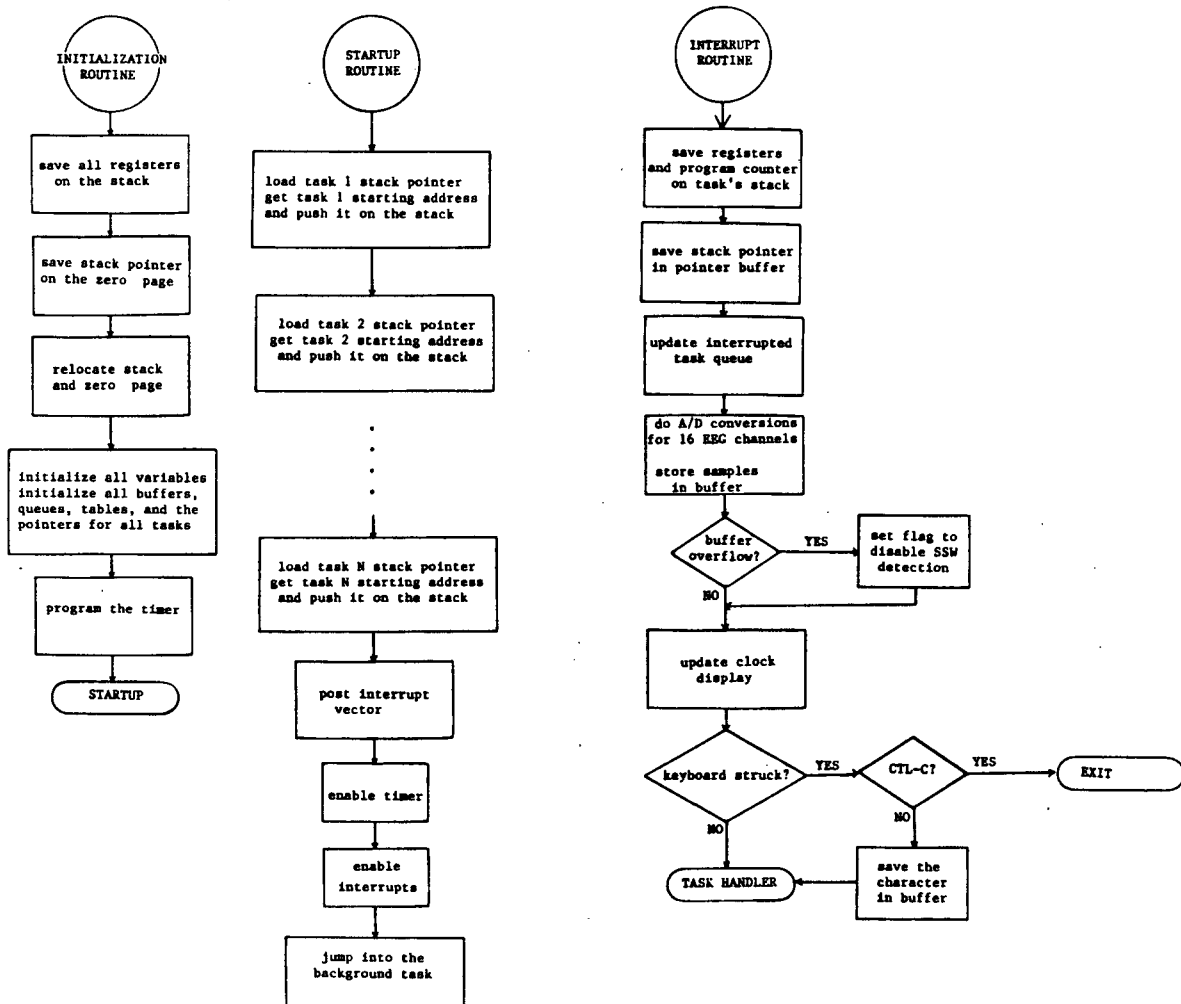 INITIALIZATION
ROUTINE
save all registers
on the stack
save stack pointer
on the zero page
relocate stack
and zero page
initialize all variables
initialize all buffers,
queues, tables, and the
pointers for all tasks
program the timer
STARTUP
STARTUP
ROUTINE
load task 1 stack pointer
get task 1 starting address
and push it on the stack
load task 2 stack pointer
get task 2 starting address
and push it on the stack
load task N stack pointer
get task N starting address
and push it on the stack
post interrupt
vector
enable timer
enable
interrupts
jump into the
background task
INTERRUPT
ROUTINE
save registers
and program counter
on task's stack
save stack pointer
in pointer buffer
update interrupted
task queue
do A/D conversions
for 16 EEG channels
store samples
in buffer
buffer
overflow?
YES
set flag to
disable SSW
detection
NO
update clock
display
keyboard struck?
YES
CTL-C?
YES
EXIT
NO
NO
save the
character
in buffer
TASK HANDLER